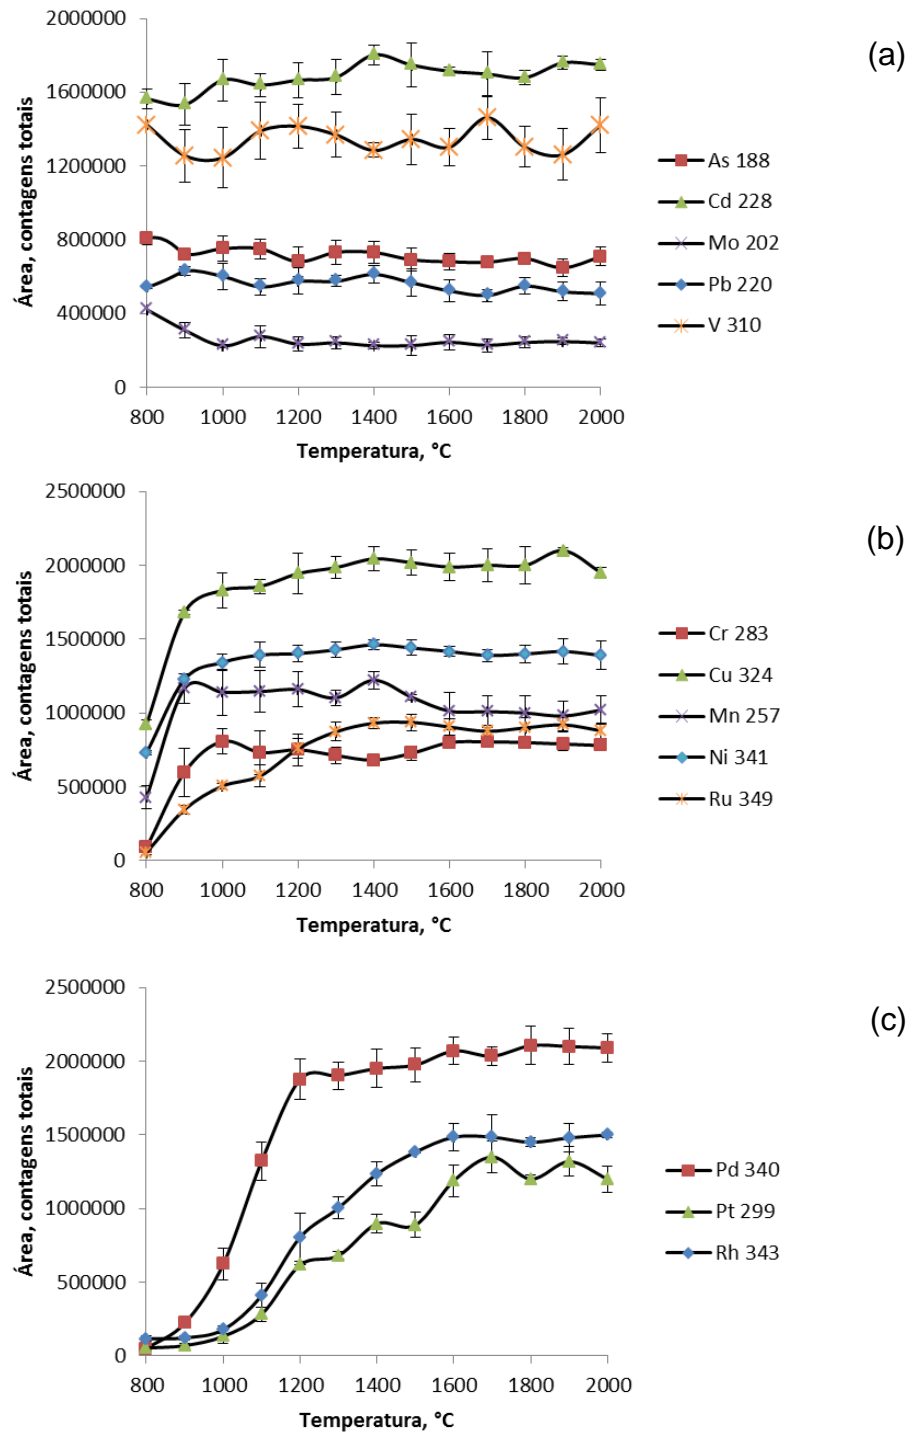 2000000
(a)
1600000
1200000
800000
400000
0
Área, contagens totais
800 1000 1200 1400 1600 1800 2000
Temperatura, °C
As 188
Cd 228
Mo 202
Pb 220
V 310
2500000
(b)
2000000
1500000
1000000
500000
0
Área, contagens totais
800 1000 1200 1400 1600 1800 2000
Temperatura, °C
Cr 283
Cu 324
Mn 257
Ni 341
Ru 349
2500000
(c)
2000000
1500000
1000000
500000
0
Área, contagens totais
800 1000 1200 1400 1600 1800 2000
Temperatura, °C
Pd 340
Pt 299
Rh 343